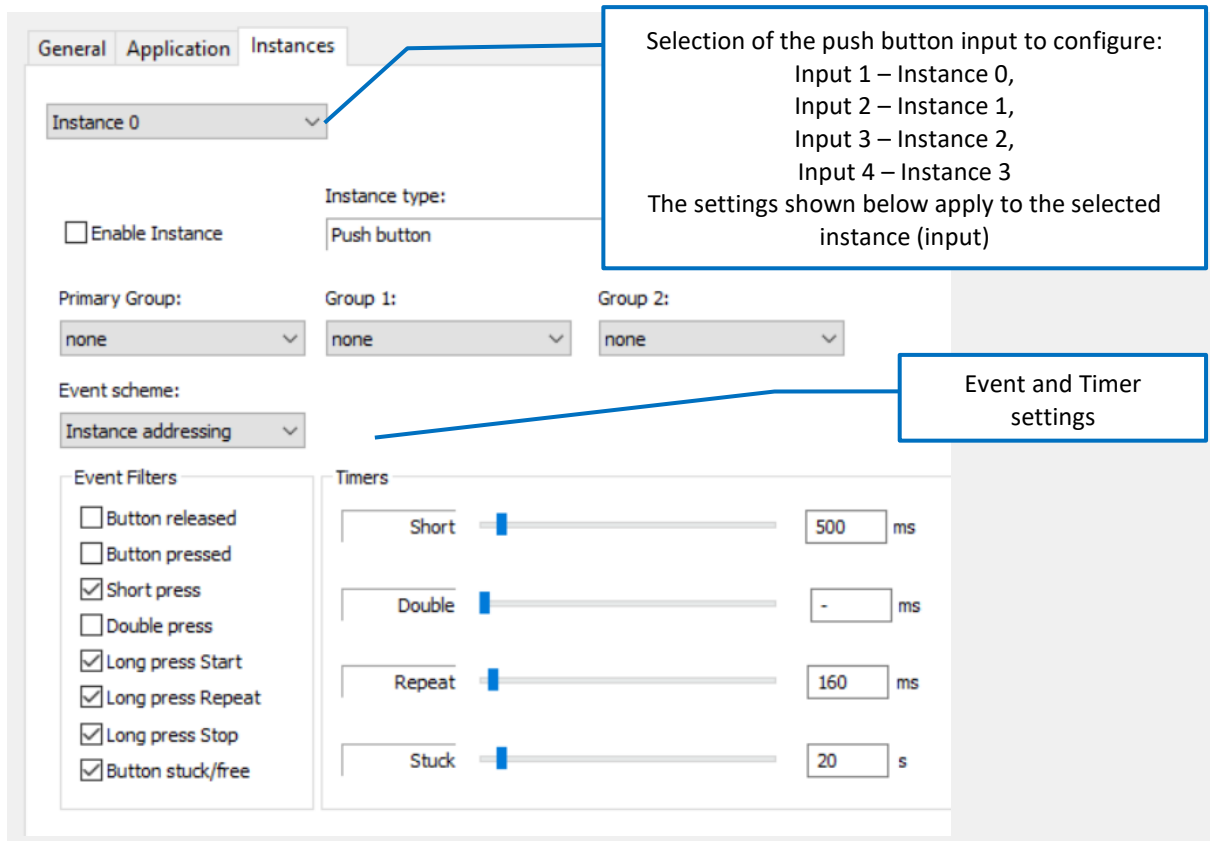 General Application Instances
Selection of the push button input to configure:
Input 1 – Instance 0,
Input 2 – Instance 1,
Input 3 – Instance 2,
Input 4 – Instance 3
The settings shown below apply to the selected
instance (input)
Instance 0
Instance type:
Enable Instance
Push button
Primary Group:
Group 1:
Group 2:
none
none
none
Event scheme:
Instance addressing
Event and Timer
settings
Event Filters
Button released
Button pressed
Short press
Double press
Long press Start
Long press Repeat
Long press Stop
Button stuck/free
Timers
Short 500 ms
Double - ms
Repeat 160 ms
Stuck 20 s